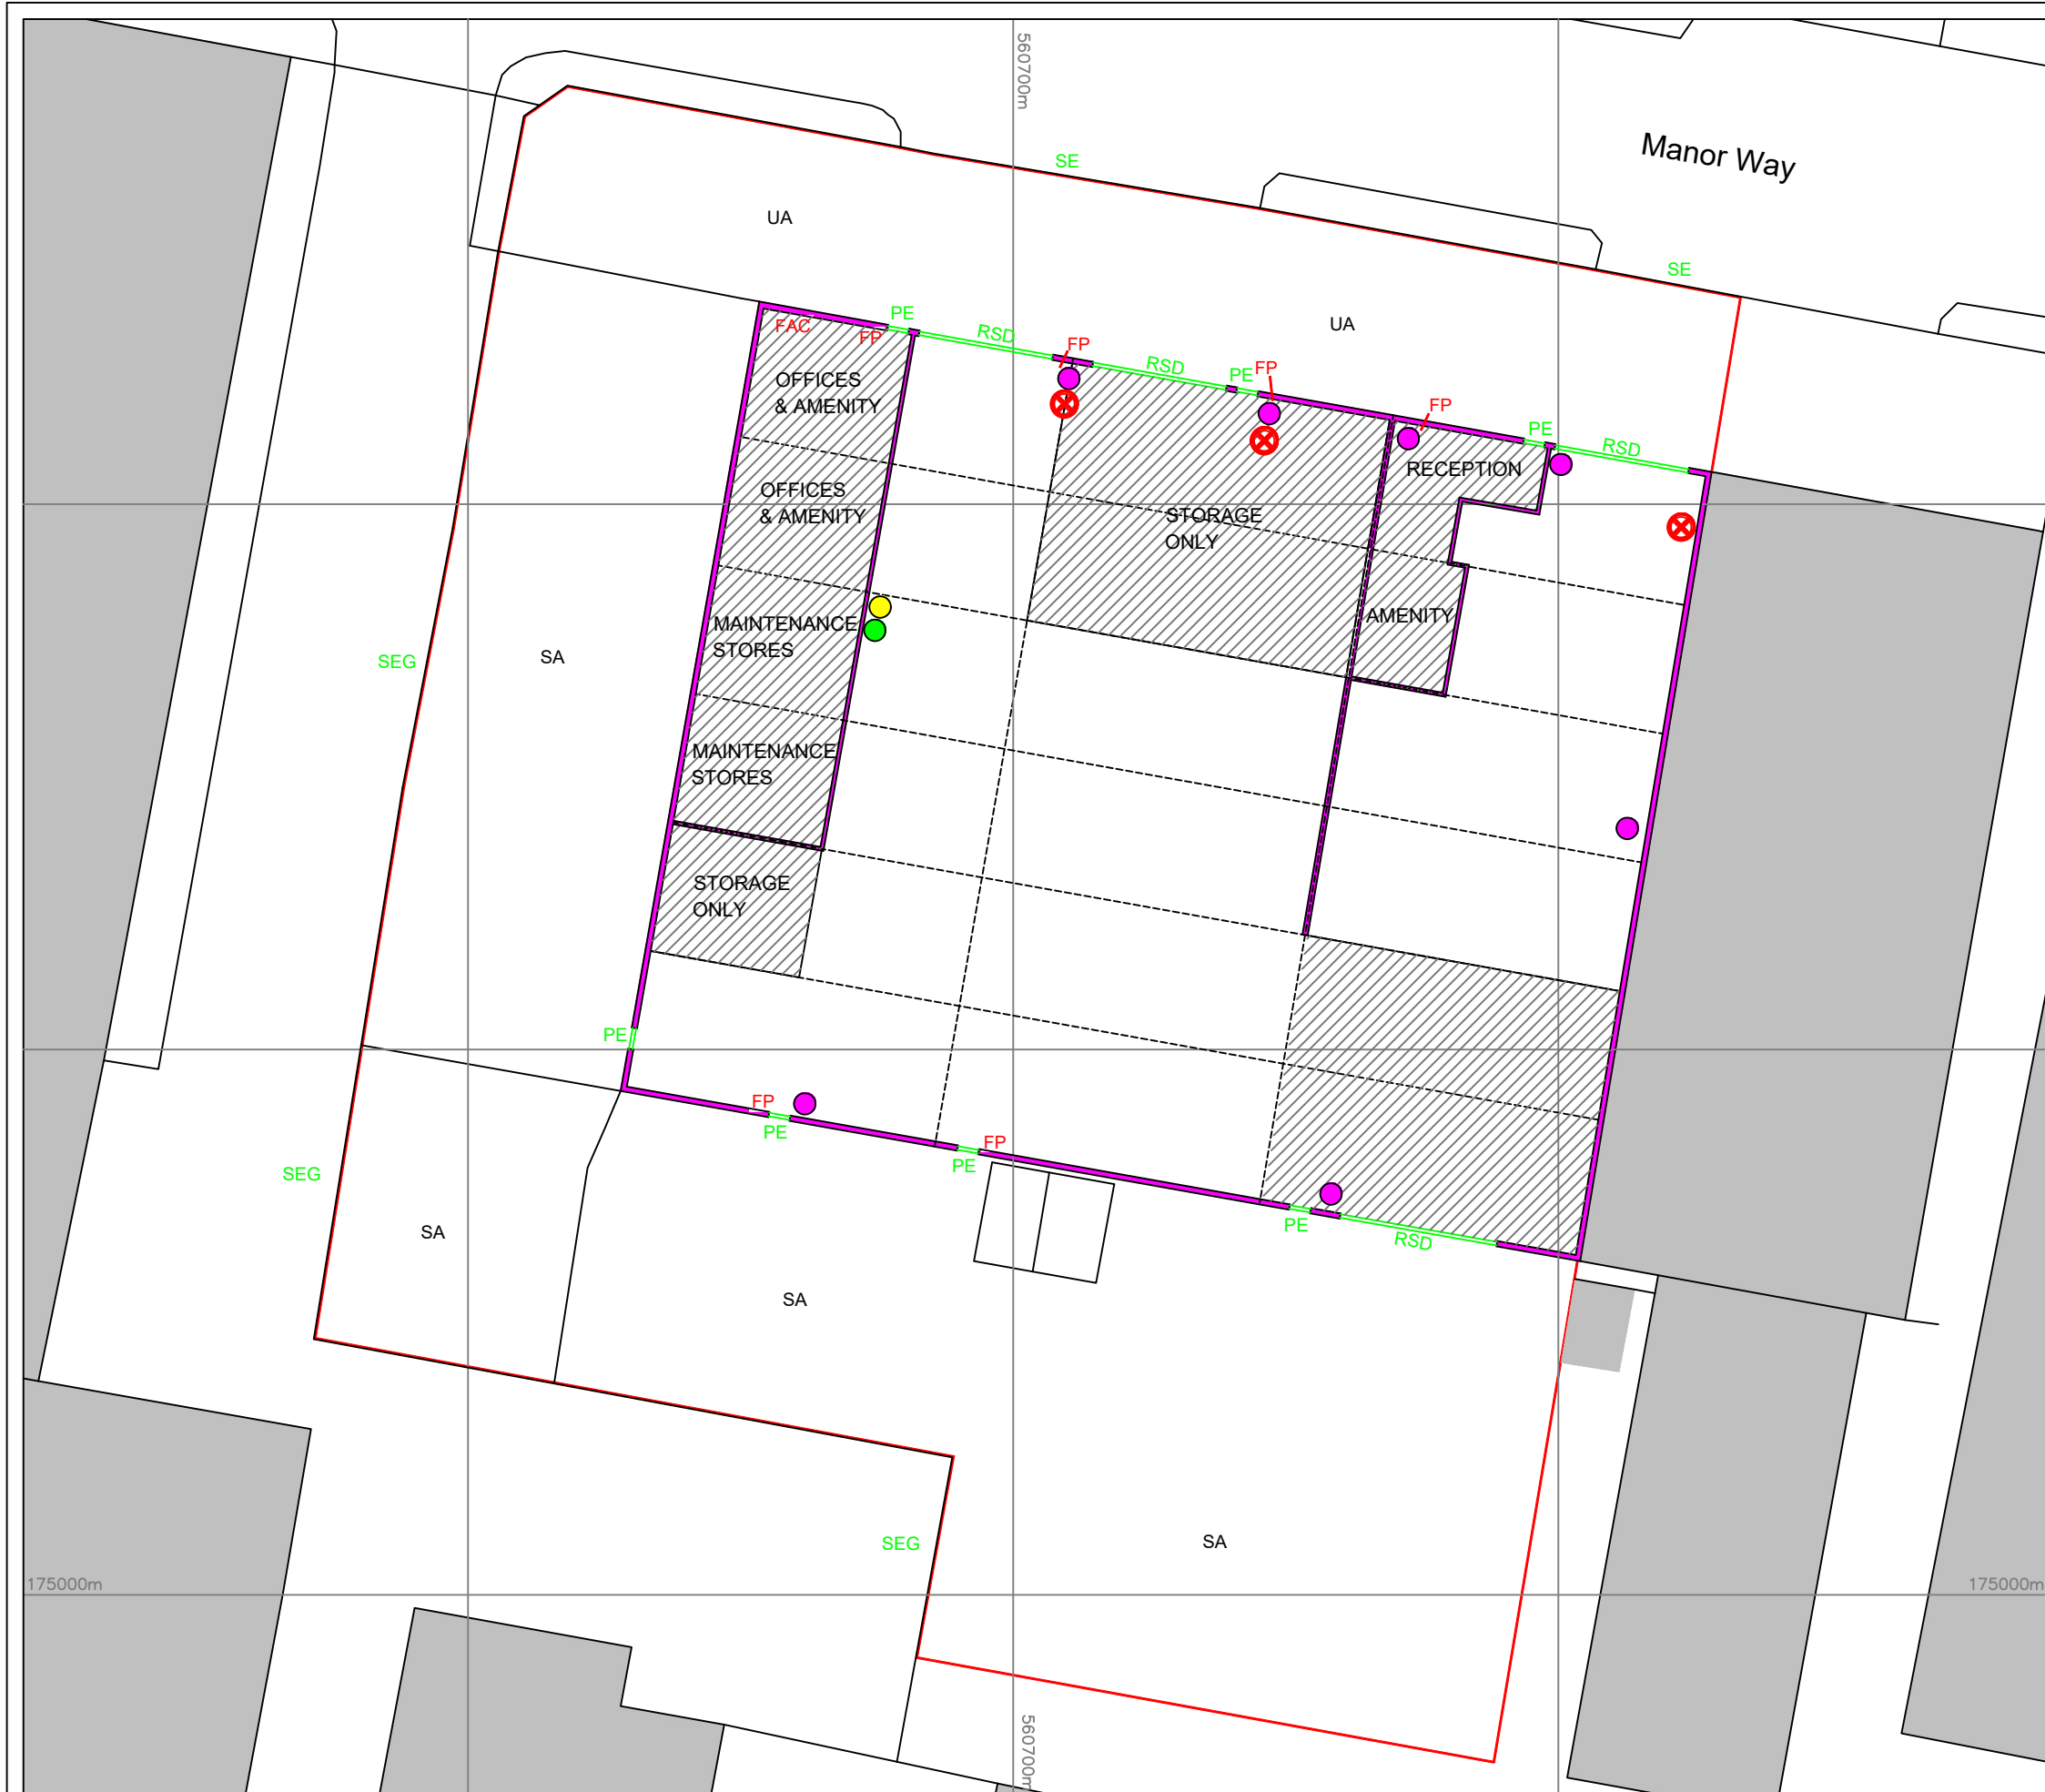 560700m
Manor Way
SE
UA
SE
PE
UA
FAC
FP
RSD
FP
RSD
PE
FP
OFFICES
& AMENITY
FP
PE
RSD
RECEPTION
OFFICES
& AMENITY
STORAGE
ONLY
MAINTENANCE
STORES
AMENITY
SEG
SA
MAINTENANCE
STORES
STORAGE
ONLY
PE
FP
PE
FP
PE
SEG
PE
RSD
SA
SA
SEG
SA
175000m
175000m
560700m